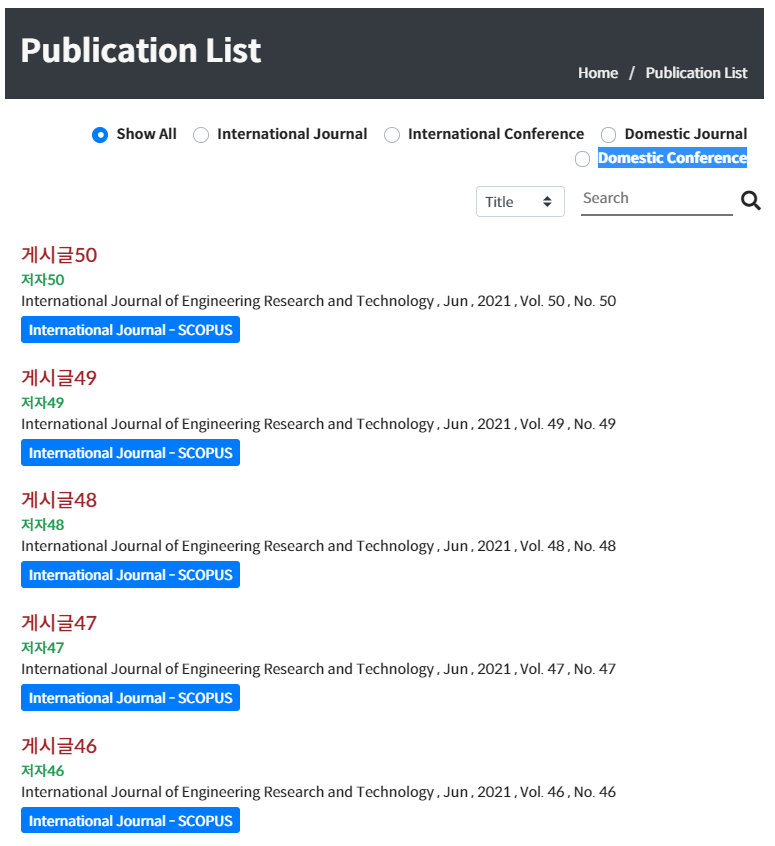 Publication List
Home / Publication List
Show All International Journal International Conference Domestic Journal
Domestic Conference
Title Search
게시글50
저자50
International Journal of Engineering Research and Technology , Jun , 2021 , Vol. 50 , No. 50
International Journal - SCOPUS
게시글49
저자49
International Journal of Engineering Research and Technology , Jun , 2021 , Vol. 49 , No. 49
International Journal - SCOPUS
게시글48
저자48
International Journal of Engineering Research and Technology , Jun , 2021 , Vol. 48 , No. 48
International Journal - SCOPUS
게시글47
저자47
International Journal of Engineering Research and Technology , Jun , 2021 , Vol. 47 , No. 47
International Journal - SCOPUS
게시글46
저자46
International Journal of Engineering Research and Technology , Jun , 2021 , Vol. 46 , No. 46
International Journal - SCOPUS